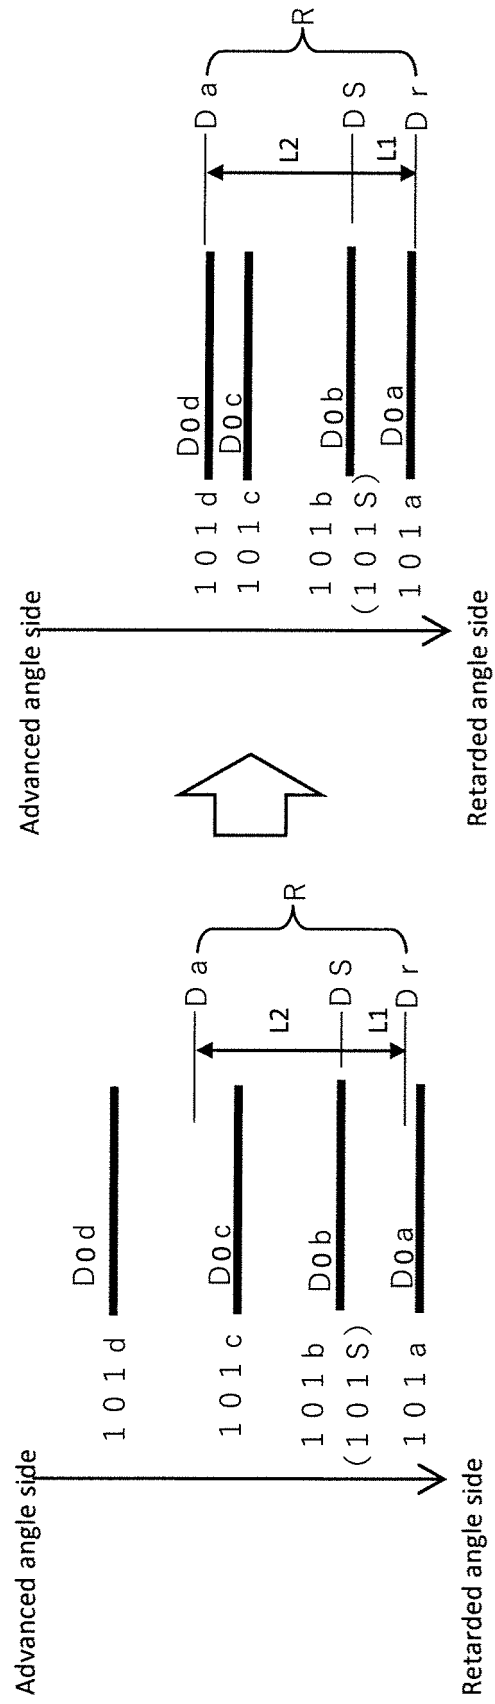 Advanced angle side
D0d
101d
Da
D0c
101c
L2
R
D0b
101b
DS
(101S)
L1
D0a
Dr
101a
Retarded angle side
Advanced angle side
D0d
101d
Da
D0c
101c
L2
R
D0b
101b
DS
(101S)
L1
D0a
Dr
101a
Retarded angle side